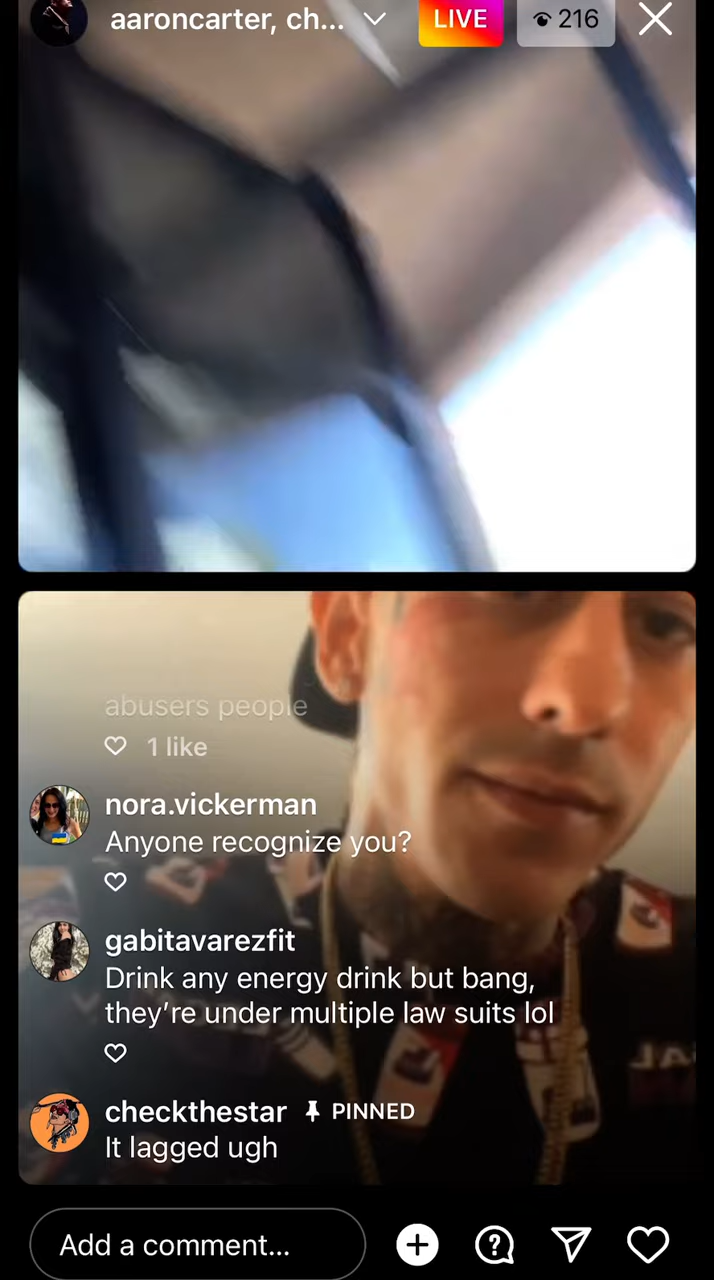 aaroncarter, ch...
LIVE
216
abusers people
1 like
nora.vickerman
Anyone recognize you?
gabitavarezfit
Drink any energy drink but bang,
they're under multiple law suits lol
checkthestar PINNED
It lagged ugh
Add a comment...